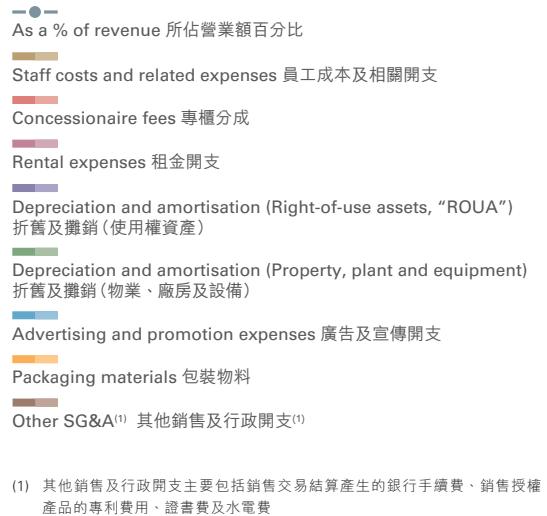 As a % of revenue 所佔營業額百分比
Staff costs and related expenses 員工成本及相關開支
Concessionaire fees 專櫃分成
Rental expenses 租金開支
Depreciation and amortisation (Right-of-use assets, “ROUA”)
折舊及攤銷(使用權資產)
Depreciation and amortisation (Property, plant and equipment)
折舊及攤銷(物業、廠房及設備)
Advertising and promotion expenses 廣告及宣傳開支
Packaging materials 包裝物料
Other SG&A(1) 其他銷售及行政開支(1)
(1) 其他銷售及行政開支主要包括銷售交易結算產生的銀行手續費、銷售授權
產品的專利費用、證書費及水電費